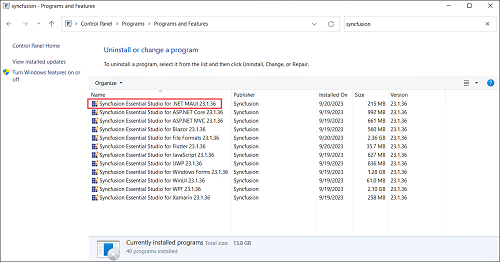 syncfusion - Programs and Features
Control Panel > Programs > Programs and Features
syncfusion
Control Panel Home
View installed updates
Turn Windows features on or off
Uninstall or change a program
To uninstall a program, select it from the list and then click Uninstall, Change, or Repair.
Organize
Name Publisher Installed On Size Version
Syncfusion Essential Studio for .NET MAUI 23.1.36 Syncfusion 9/20/2023 215 MB 23.1.36
Syncfusion Essential Studio for ASP.NET Core 23.1.36 Syncfusion 9/19/2023 992 MB 23.1.36
Syncfusion Essential Studio for ASP.NET MVC 23.1.36 Syncfusion 9/19/2023 661 MB 23.1.36
Syncfusion Essential Studio for Blazor 23.1.36 Syncfusion 9/19/2023 560 MB 23.1.36
Syncfusion Essential Studio for File Formats 23.1.36 Syncfusion 9/20/2023 2.36 GB 23.1.36
Syncfusion Essential Studio for Flutter 23.1.36 Syncfusion 9/19/2023 35.7 MB 23.1.36
Syncfusion Essential Studio for JavaScript 23.1.36 Syncfusion 9/19/2023 627 MB 23.1.36
Syncfusion Essential Studio for UWP 23.1.36 Syncfusion 9/19/2023 836 MB 23.1.36
Syncfusion Essential Studio for Windows Forms 23.1.36 Syncfusion 9/19/2023 1.28 GB 23.1.36
Syncfusion Essential Studio for WinUI 23.1.36 Syncfusion 9/19/2023 61.0 MB 23.1.36
Syncfusion Essential Studio for WPF 23.1.36 Syncfusion 9/19/2023 2.10 GB 23.1.36
Syncfusion Essential Studio for Xamarin 23.1.36 Syncfusion 9/19/2023 258 MB 23.1.36
Currently installed programs Total size: 13.8 GB
40 programs installed